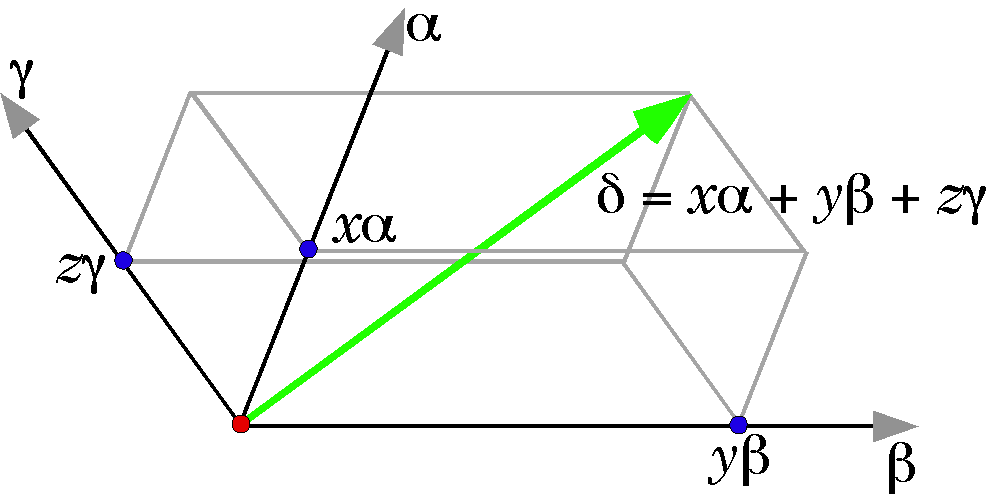 α
γ
δ = xα + yβ + zγ
xα
zγ
yβ
β